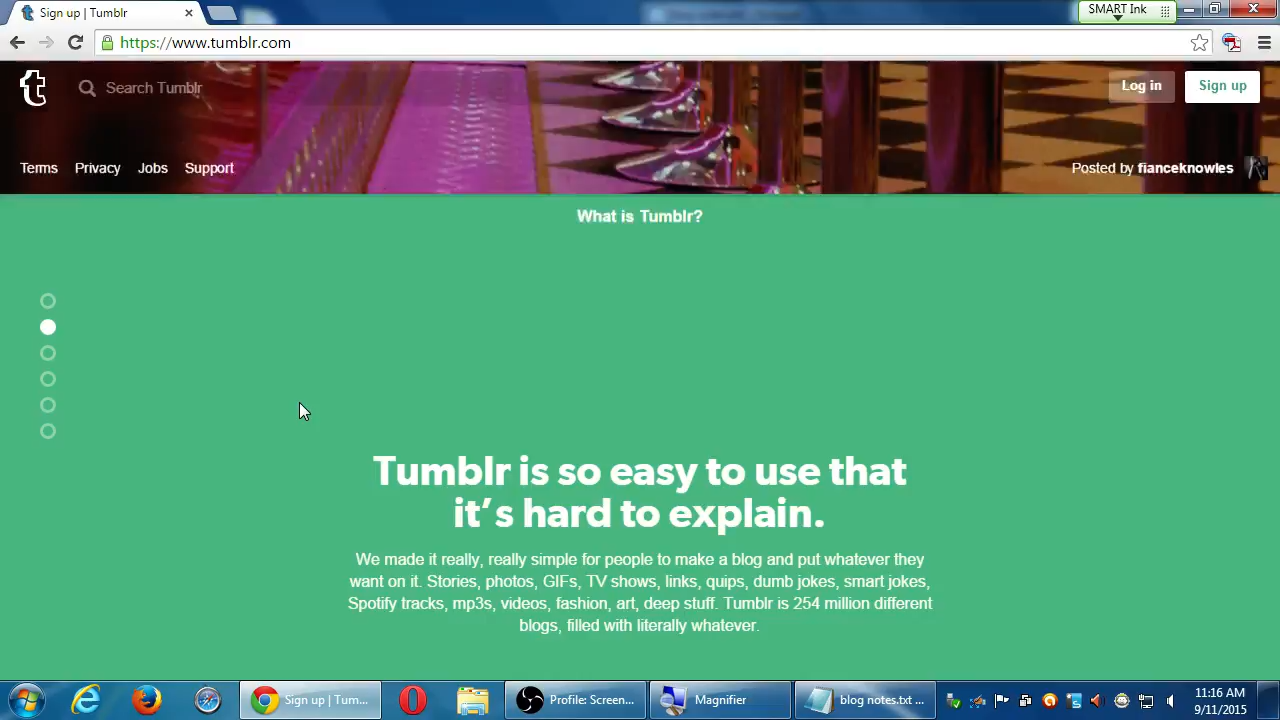 Sign up | Tumblr
SMART Ink
https://www.tumblr.com
Search Tumblr
Log in
Sign up
Terms
Privacy
Jobs
Support
Posted by fianceknowles
What is Tumblr?
Tumblr is so easy to use that
it's hard to explain.
We made it really, really simple for people to make a blog and put whatever they
want on it. Stories, photos, GIFs, TV shows, links, quips, dumb jokes, smart jokes,
Spotify tracks, mp3s, videos, fashion, art, deep stuff. Tumblr is 254 million different
blogs, filled with literally whatever.
Sign up | Tum...
Profile: Screen...
Magnifier
blog notes.txt ...
11:16 AM
9/11/2015